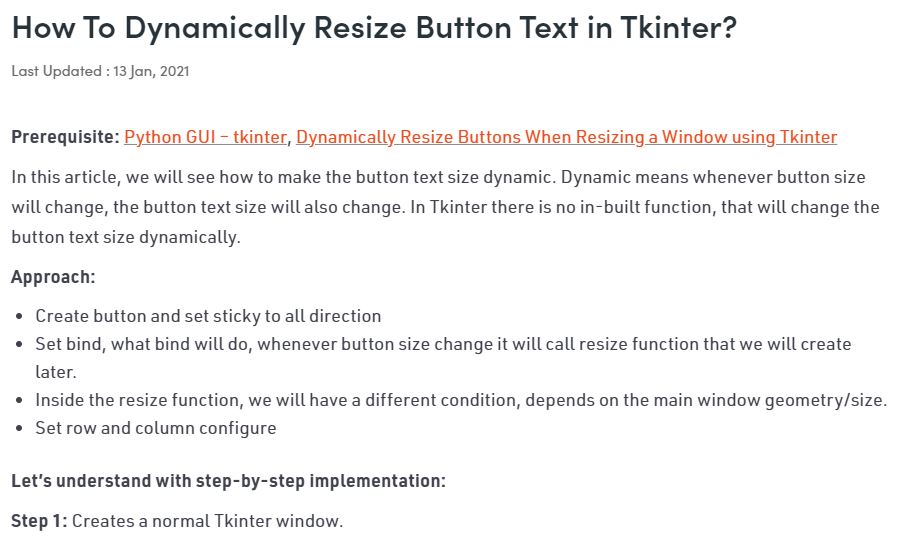 How To Dynamically Resize Button Text in Tkinter?
Last Updated : 13 Jan, 2021
Prerequisite: Python GUI – tkinter, Dynamically Resize Buttons When Resizing a Window using Tkinter
In this article, we will see how to make the button text size dynamic. Dynamic means whenever button size
will change, the button text size will also change. In Tkinter there is no in-built function, that will change the
button text size dynamically.
Approach:
• Create button and set sticky to all direction
• Set bind, what bind will do, whenever button size change it will call resize function that we will create
later.
• Inside the resize function, we will have a different condition, depends on the main window geometry/size.
• Set row and column configure
Let’s understand with step-by-step implementation:
Step 1: Creates a normal Tkinter window.